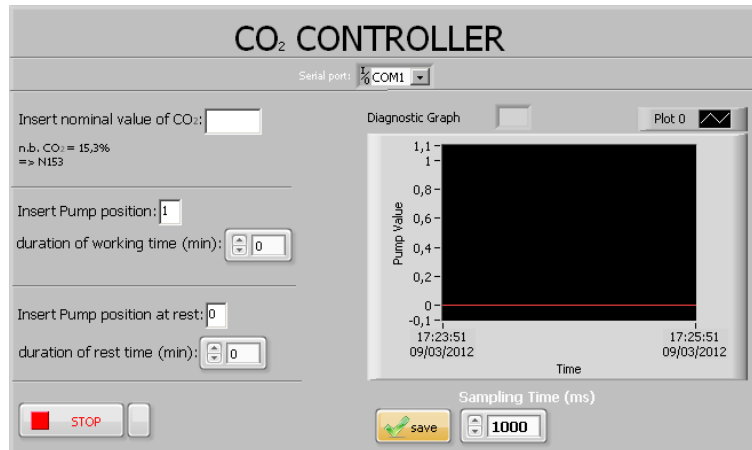 CO₂ CONTROLLER
Serial port: I/O COM1
Insert nominal value of CO₂:
n.b. CO₂ = 15,3%
=> N153
Insert Pump position: 1
duration of working time (min): 0
Insert Pump position at rest: 0
duration of rest time (min): 0
STOP
Diagnostic Graph
Plot 0
Pump Value
1,1
1
0,8
0,6
0,4
0,2
0
-0,1
17:23:51
09/03/2012
17:25:51
09/03/2012
Time
Sampling Time (ms)
save
1000